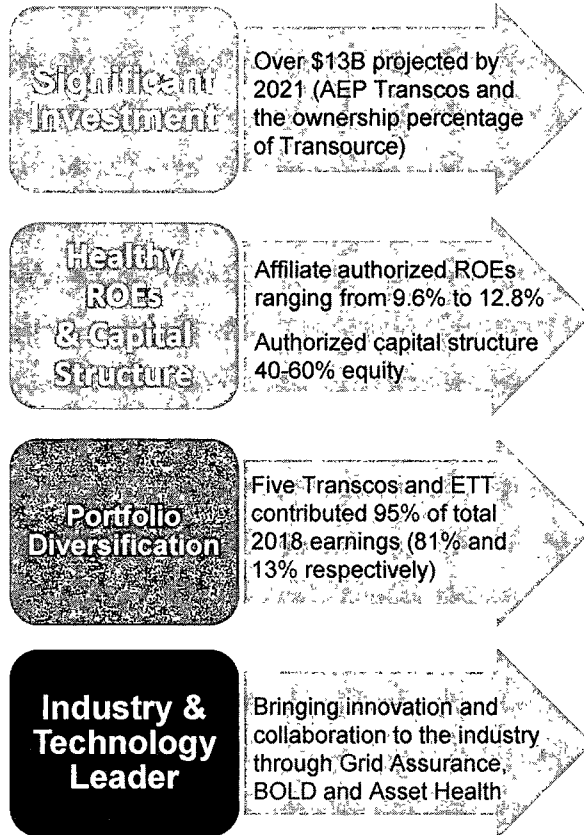 Significant
Investment
Over $13B projected by
2021 (AEP Transcos and
the ownership percentage
of Transource)
Healthy
ROEs
& Capital
Structure
Affiliate authorized ROEs
ranging from 9.6% to 12.8%
Authorized capital structure
40-60% equity
Portfolio
Diversification
Five Transcos and ETT
contributed 95% of total
2018 earnings (81% and
13% respectively)
Industry &
Technology
Leader
Bringing innovation and
collaboration to the industry
through Grid Assurance,
BOLD and Asset Health